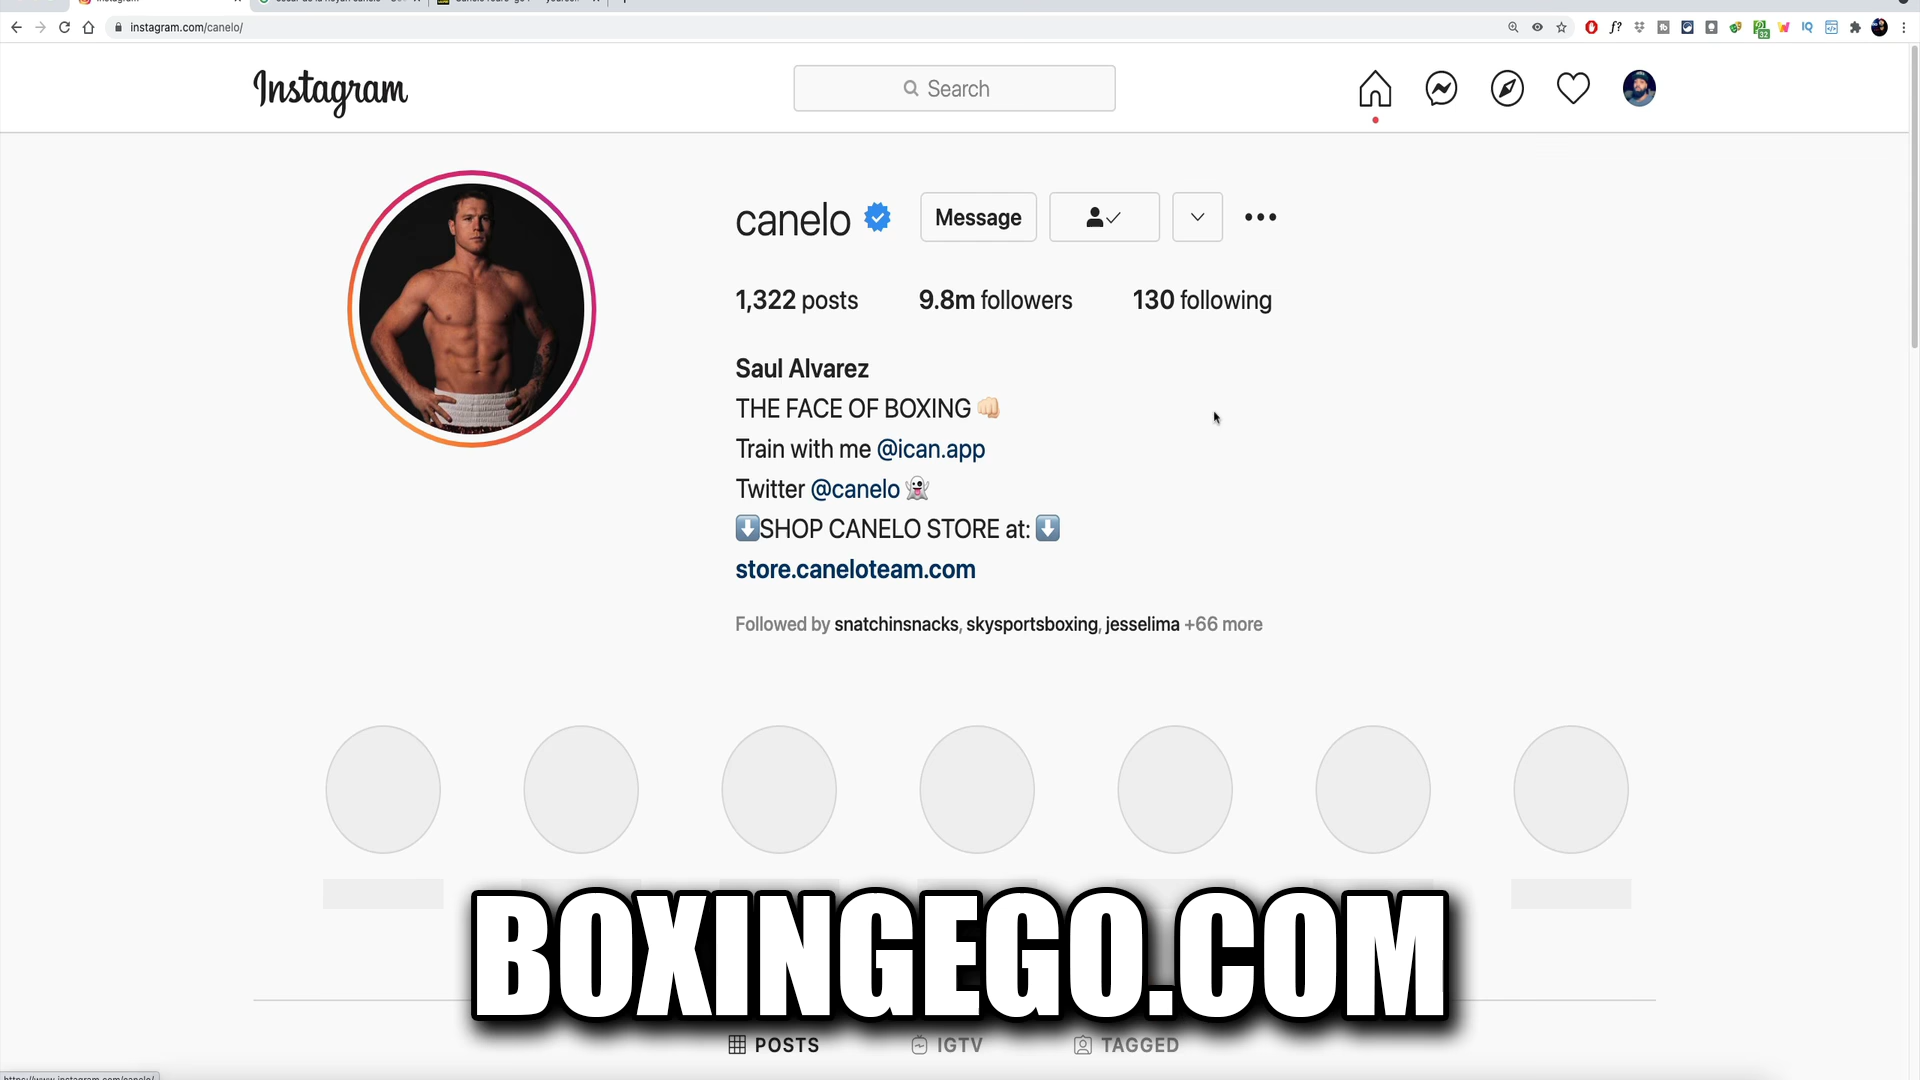 instagram.com/canelo/
Instagram
Search
canelo
Message
1,322 posts
9.8m followers
130 following
Saul Alvarez
THE FACE OF BOXING 👊🏻
Train with me @ican.app
Twitter @canelo 👻
⬇️SHOP CANELO STORE at: ⬇️
store.caneloteam.com
Followed by snatchinsnacks, skysportsboxing, jesselima +66 more
BOXINGEGO.COM
POSTS
IGTV
TAGGED